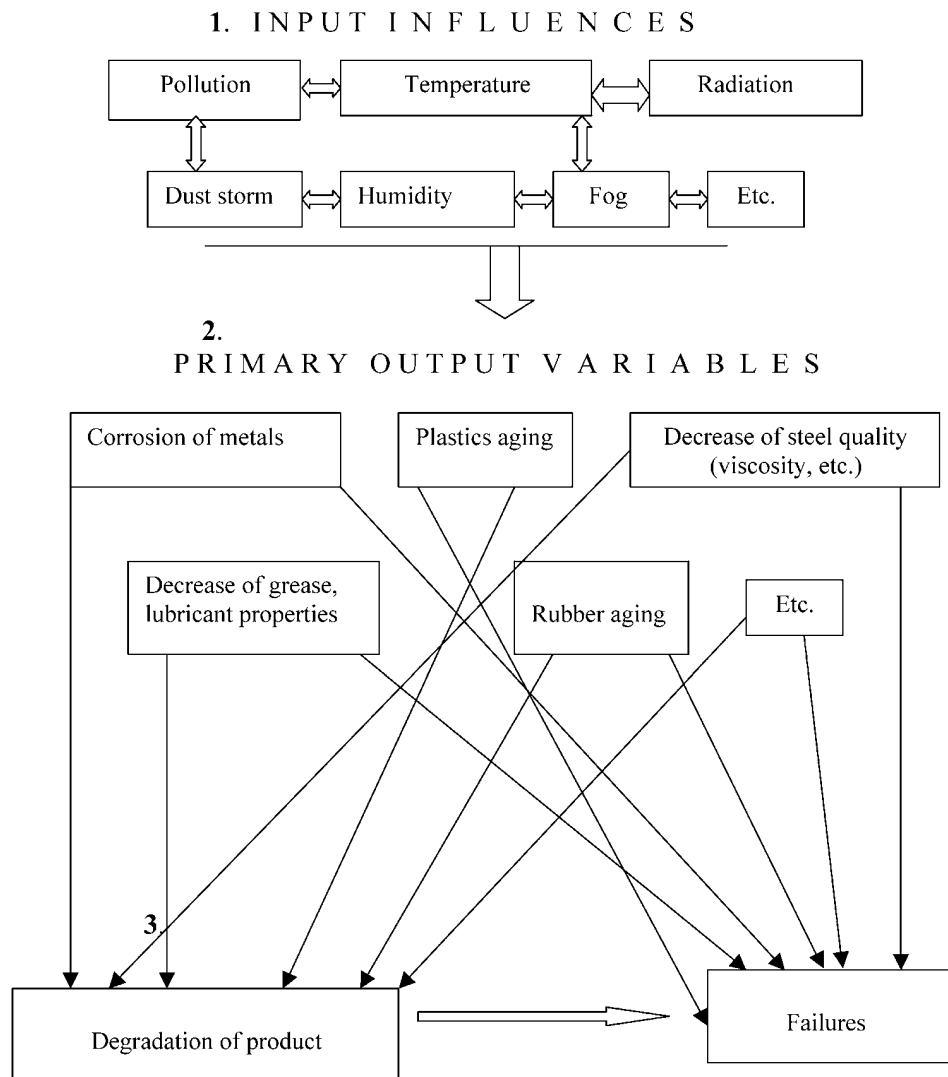 1. INPUT INFLUENCES
Pollution
Temperature
Radiation
Dust storm
Humidity
Fog
Etc.
2.
PRIMARY OUTPUT VARIABLES
Corrosion of metals
Plastics aging
Decrease of steel quality
(viscosity, etc.)
Decrease of grease,
lubricant properties
Rubber aging
Etc.
3.
Degradation of product
Failures